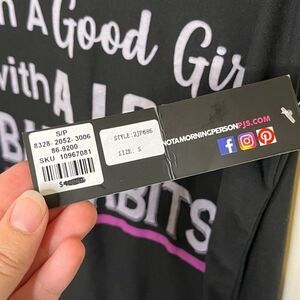 A Good Gir
with A L
S/P
8328-2052-3006
86-9200
SKU 10967081
STYLE: 2JP686
SIZE: S
NOTAMORNINGPERSONPJS.COM
BITS